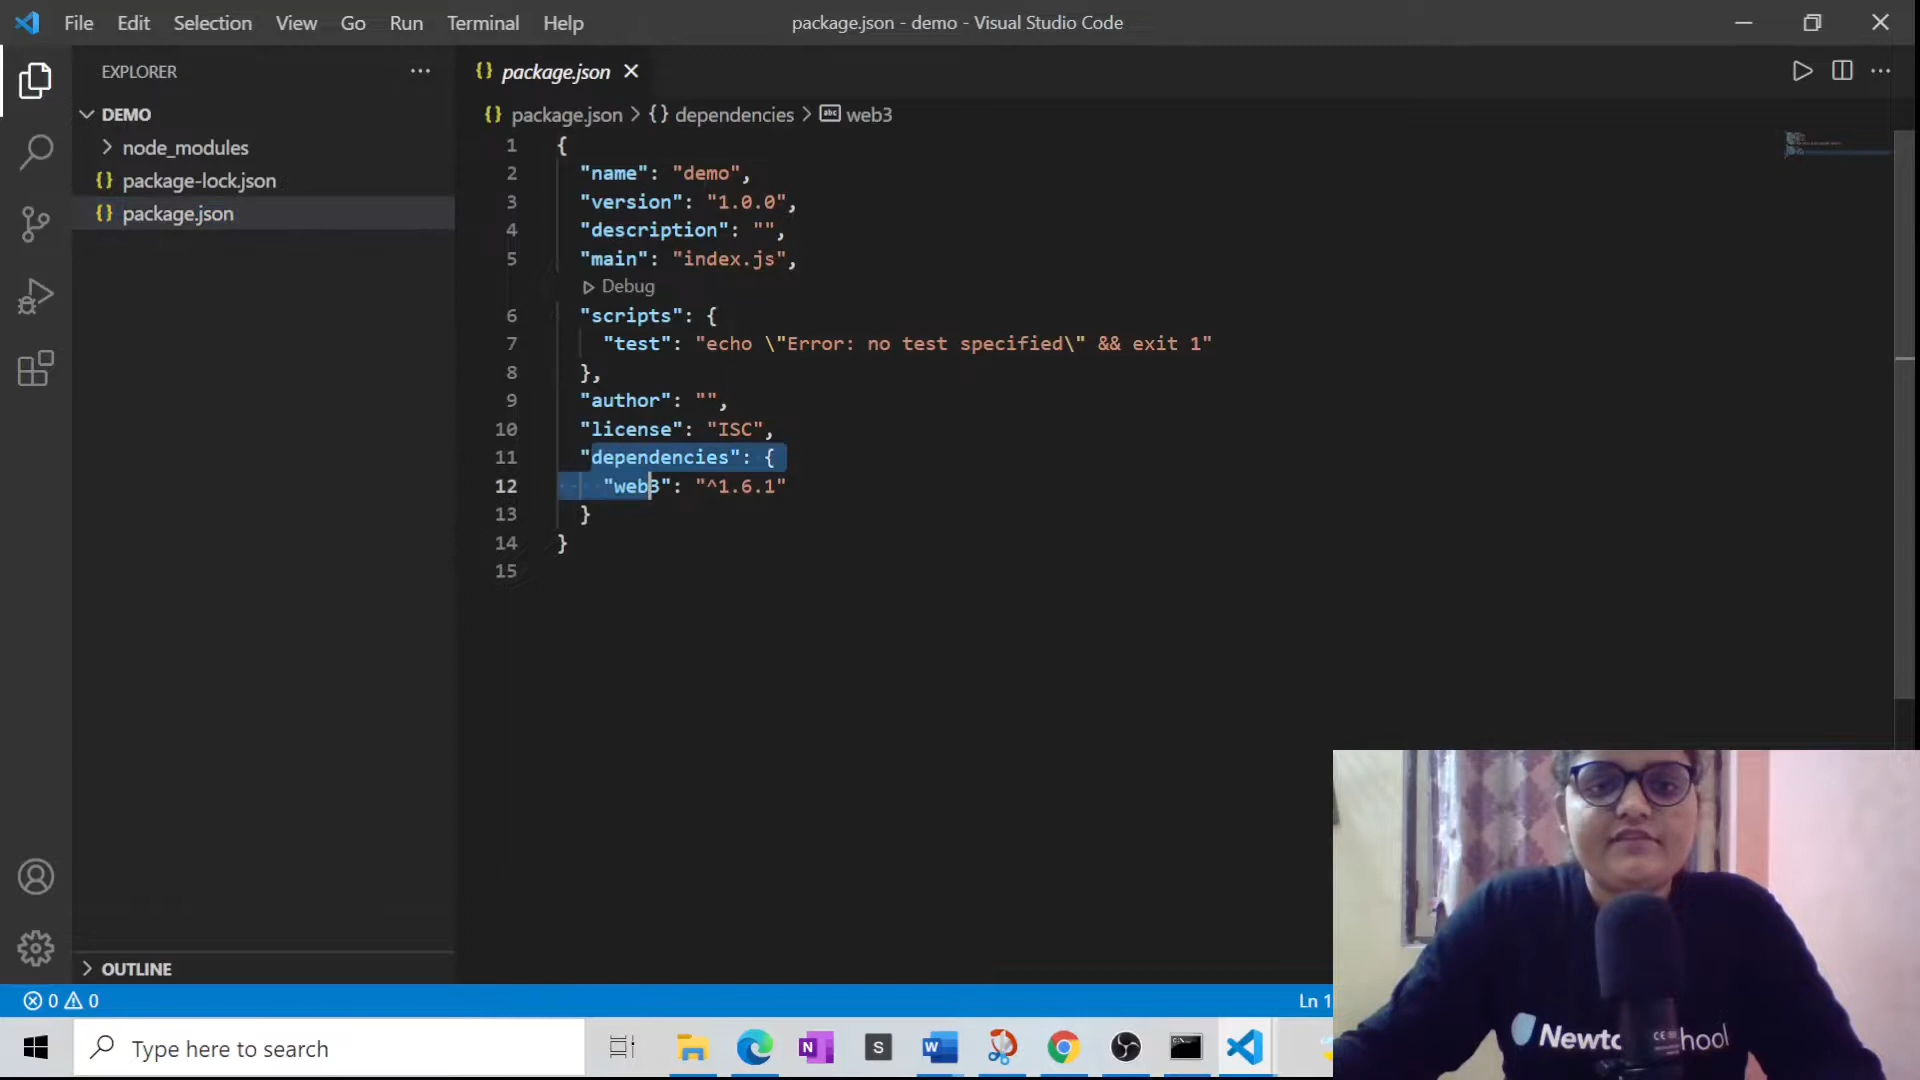 File Edit Selection View Go Run Terminal Help
package.json - demo - Visual Studio Code
EXPLORER
DEMO
node_modules
package-lock.json
package.json
OUTLINE
package.json
package.json > {} dependencies > web3
1 {
2 "name": "demo",
3 "version": "1.0.0",
4 "description": "",
5 "main": "index.js",
Debug
6 "scripts": {
7 "test": "echo \"Error: no test specified\" && exit 1"
8 },
9 "author": "",
10 "license": "ISC",
11 "dependencies": {
12 "web3": "^1.6.1"
13 }
14 }
15
0 0
Ln 1
Type here to search
N
S
W